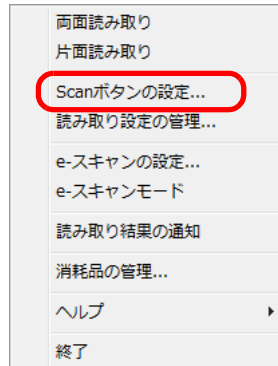 両面読み取り
片面読み取り
Scanボタンの設定...
読み取り設定の管理...
e-スキャンの設定...
e-スキャンモード
読み取り結果の通知
消耗品の管理...
ヘルプ
終了